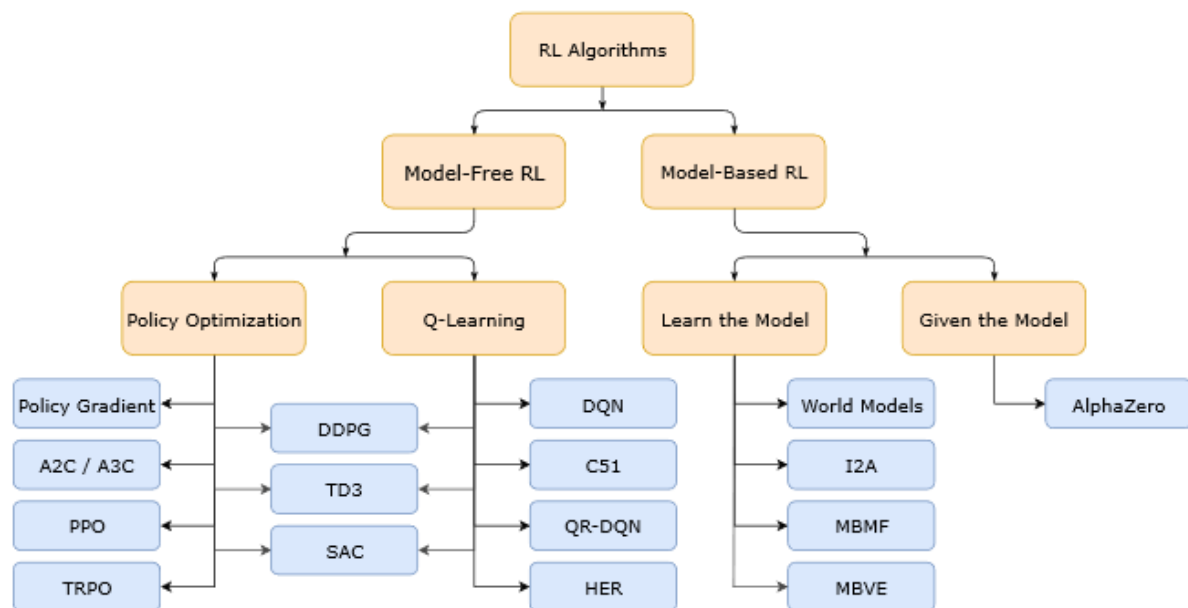 RL Algorithms
Model-Free RL
Model-Based RL
Policy Optimization
Q-Learning
Learn the Model
Given the Model
Policy Gradient
DDPG
DQN
World Models
AlphaZero
A2C / A3C
TD3
C51
I2A
PPO
SAC
QR-DQN
MBMF
TRPO
HER
MBVE